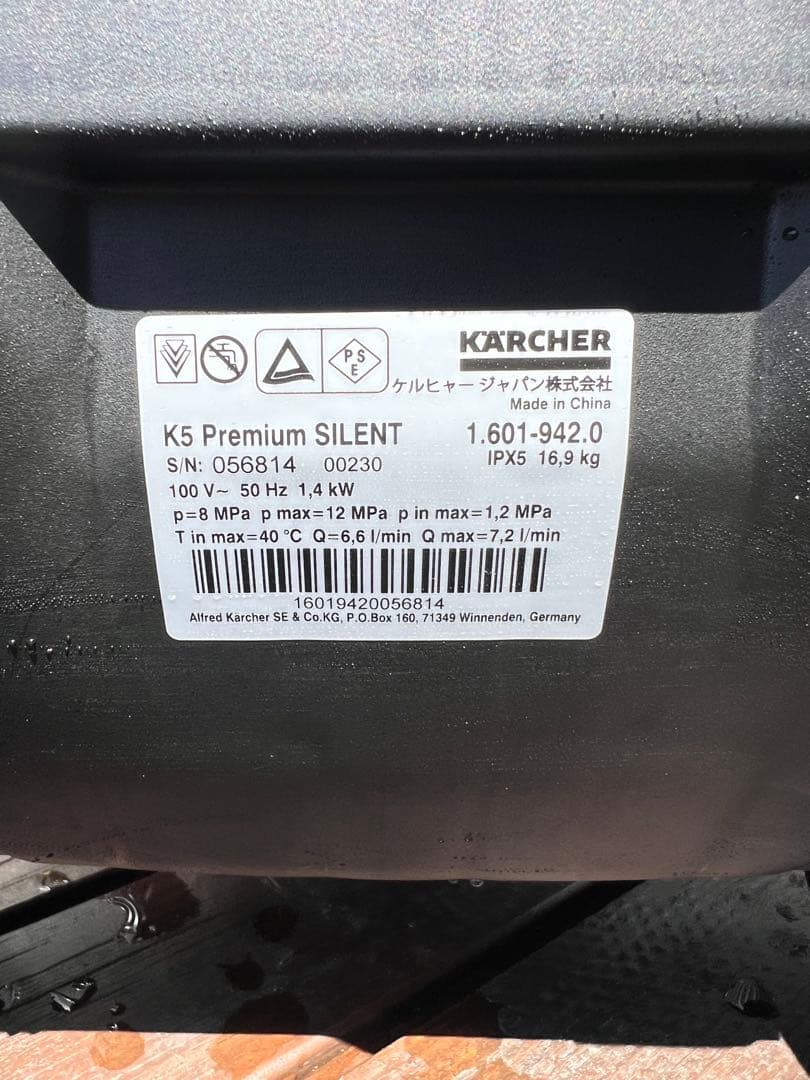 KÄRCHER
PS
E
ケルヒャー ジャパン株式会社
Made in China
K5 Premium SILENT 1.601-942.0
S/N: 056814 00230 IPX5 16,9 kg
100 V~ 50 Hz 1,4 kW
p=8 MPa p max=12 MPa p in max=1,2 MPa
T in max=40 °C Q=6,6 l/min Q max=7,2 l/min
16019420056814
Alfred Kärcher SE & Co.KG, P.O.Box 160, 71349 Winnenden, Germany